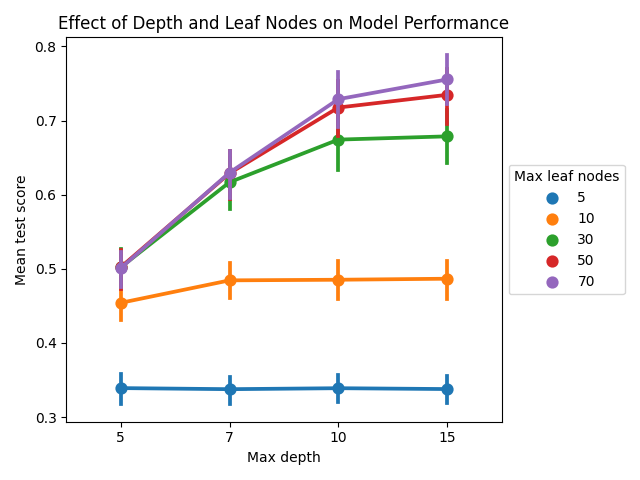 Effect of Depth and Leaf Nodes on Model Performance
0.8
0.7
0.6
0.5
0.4
0.3
Mean test score
5 7 10 15
Max depth
Max leaf nodes
5
10
30
50
70